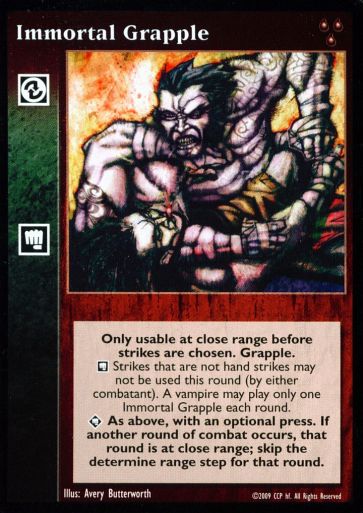 Immortal Grapple
Only usable at close range before
strikes are chosen. Grapple.
Strikes that are not hand strikes may
not be used this round (by either
combatant). A vampire may play only one
Immortal Grapple each round.
As above, with an optional press. If
another round of combat occurs, that
round is at close range; skip the
determine range step for that round.
Illus: Avery Butterworth
©2009 CCP hf. All Rights Reserved